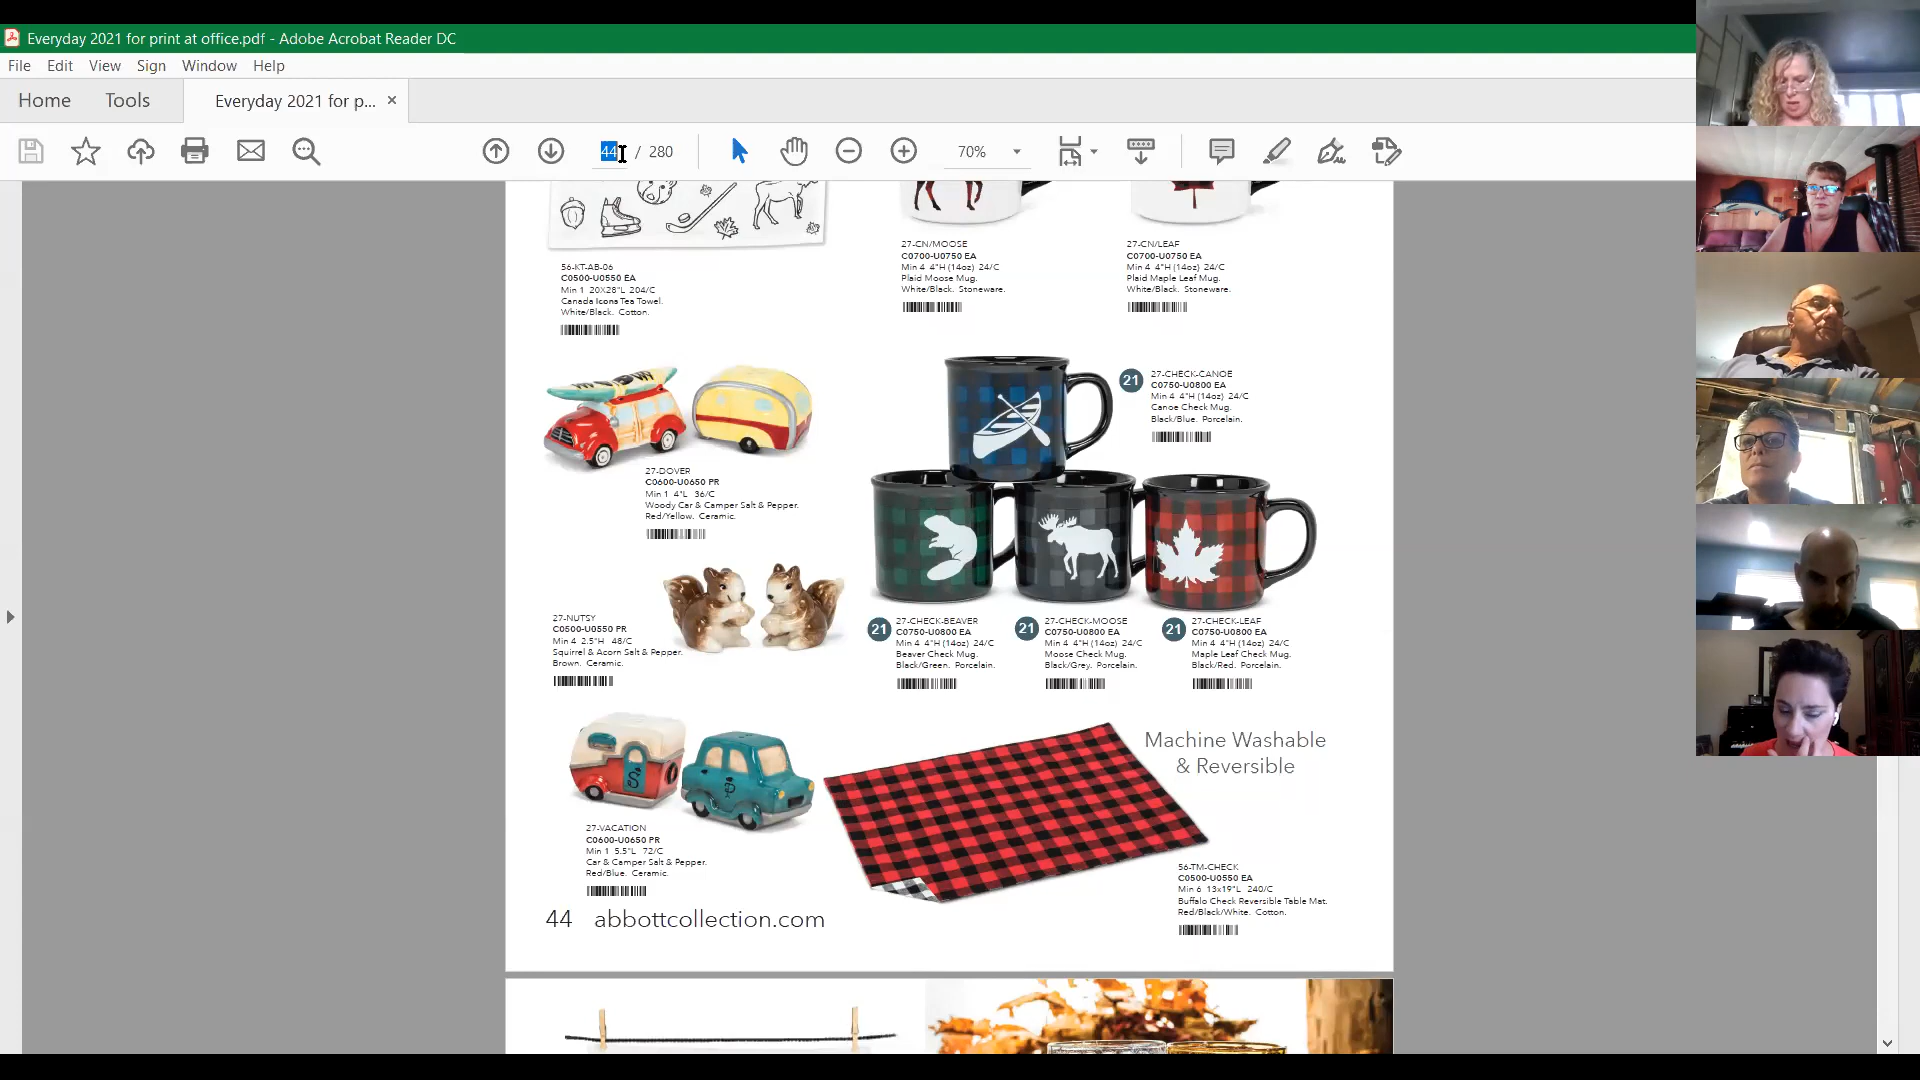 Everyday 2021 for print at office.pdf - Adobe Acrobat Reader DC
File Edit View Sign Window Help
Home Tools Everyday 2021 for p... ×
44 / 280 70%
56-KT-AB-06
C0500-U0550 EA
Min 1 20X28"L 204/C
Canada Icons Tea Towel.
White/Black. Cotton.
27-CN/MOOSE
C0700-U0750 EA
Min 4 4"H (14oz) 24/C
Plaid Moose Mug.
White/Black. Stoneware.
27-CN/LEAF
C0700-U0750 EA
Min 4 4"H (14oz) 24/C
Plaid Maple Leaf Mug.
White/Black. Stoneware.
27-DOVER
C0600-U0650 PR
Min 1 4"L 36/C
Woody Car & Camper Salt & Pepper.
Red/Yellow. Ceramic.
21
27-CHECK-CANOE
C0750-U0800 EA
Min 4 4"H (14oz) 24/C
Canoe Check Mug.
Black/Blue. Porcelain.
27-NUTSY
C0500-U0550 PR
Min 4 2.5"H 48/C
Squirrel & Acorn Salt & Pepper.
Brown. Ceramic.
21
27-CHECK-BEAVER
C0750-U0800 EA
Min 4 4"H (14oz) 24/C
Beaver Check Mug.
Black/Green. Porcelain.
21
27-CHECK-MOOSE
C0750-U0800 EA
Min 4 4"H (14oz) 24/C
Moose Check Mug.
Black/Grey. Porcelain.
21
27-CHECK-LEAF
C0750-U0800 EA
Min 4 4"H (14oz) 24/C
Maple Leaf Check Mug.
Black/Red. Porcelain.
27-VACATION
C0600-U0650 PR
Min 1 5.5"L 72/C
Car & Camper Salt & Pepper.
Red/Blue. Ceramic.
Machine Washable
& Reversible
56-TM-CHECK
C0500-U0550 EA
Min 6 13x19"L 240/C
Buffalo Check Reversible Table Mat.
Red/Black/White. Cotton.
44 abbottcollection.com